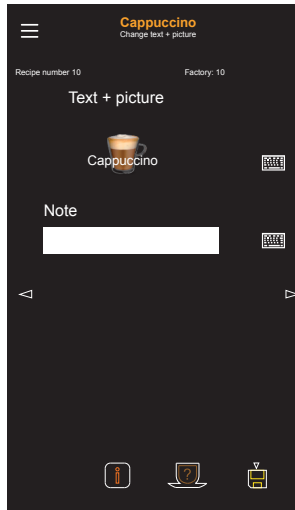 Cappuccino
Change text + picture
Recipe number 10 Factory: 10
Text + picture
Cappuccino
Note
i
?